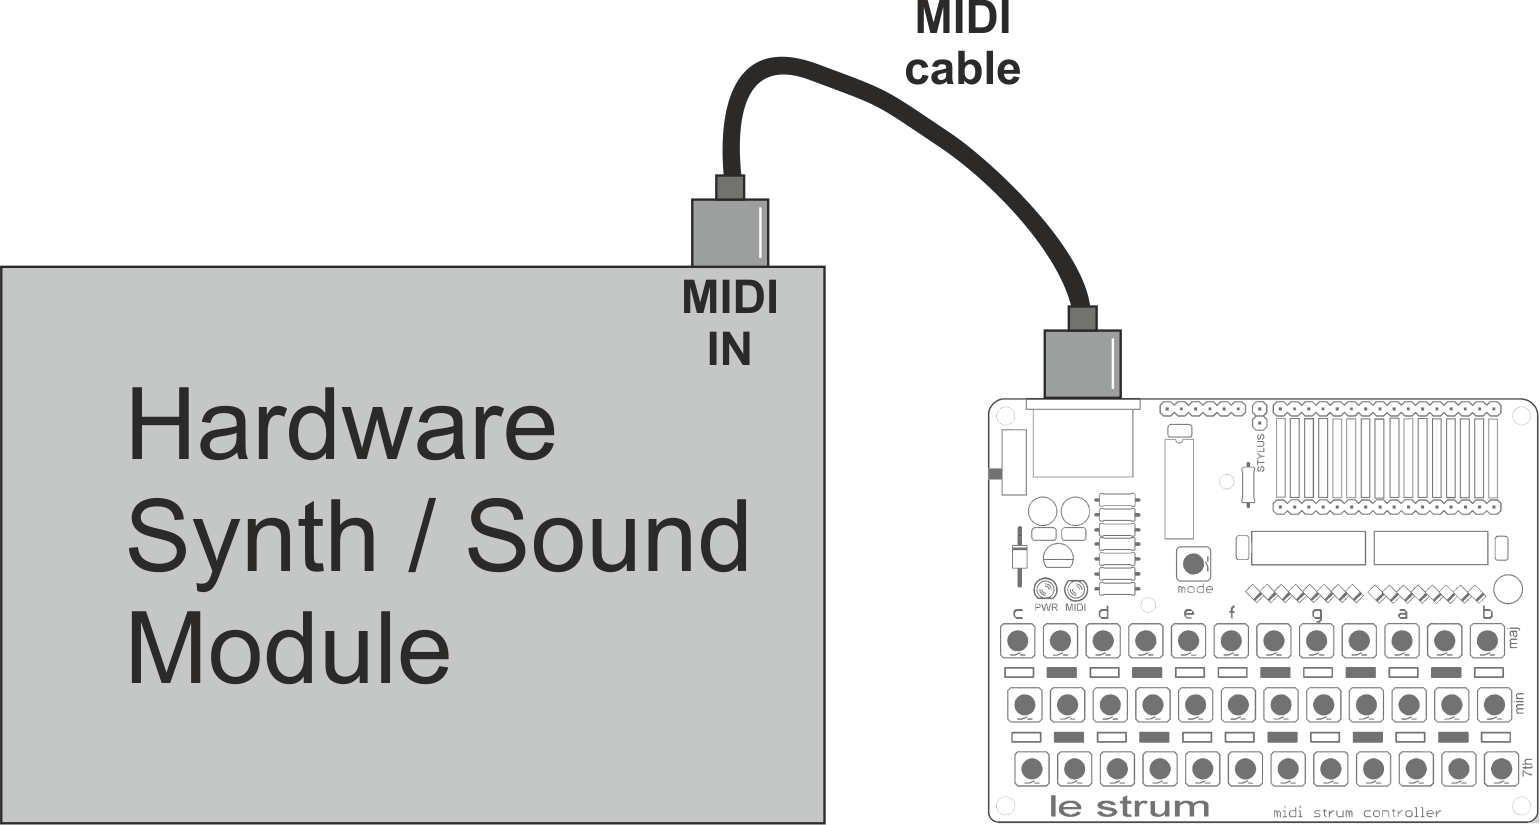 MIDI
cable
MIDI
IN
Hardware
Synth / Sound
Module
STYLUS
mode
PWR MIDI
c d e f g a b
maj
min
7th
le strum
midi strum controller